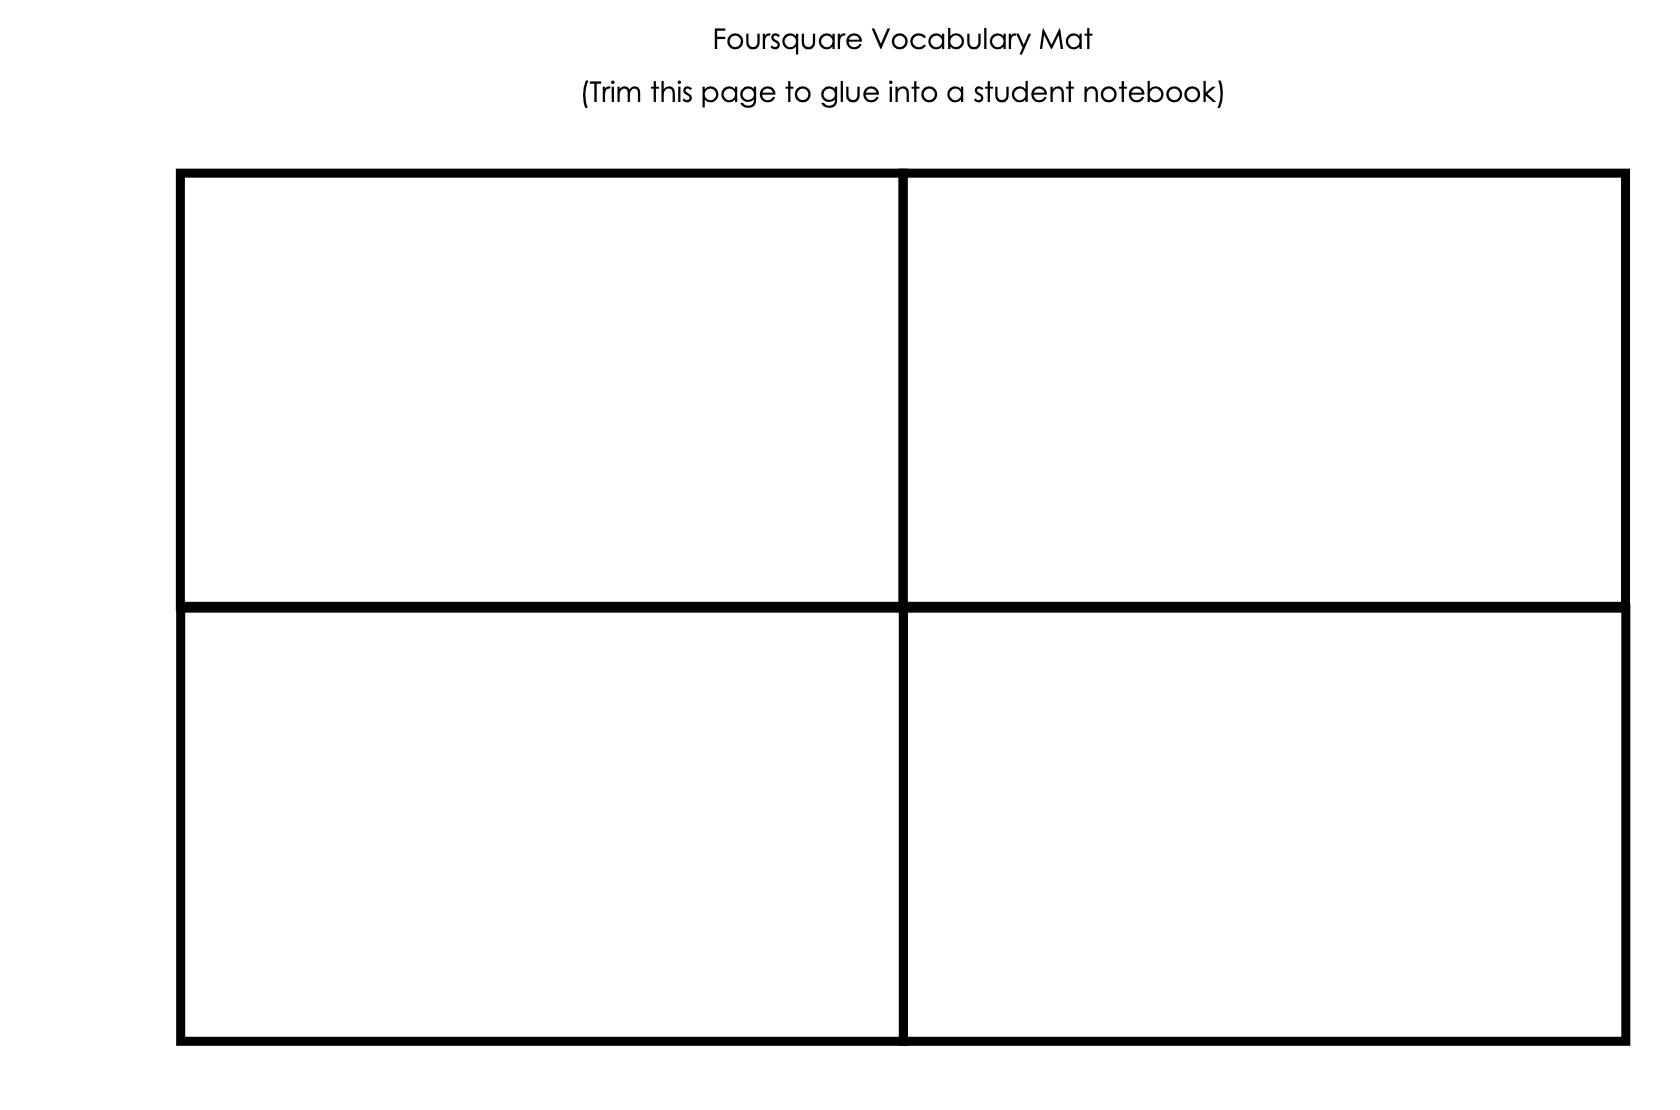 Foursquare Vocabulary Mat
(Trim this page to glue into a student notebook)